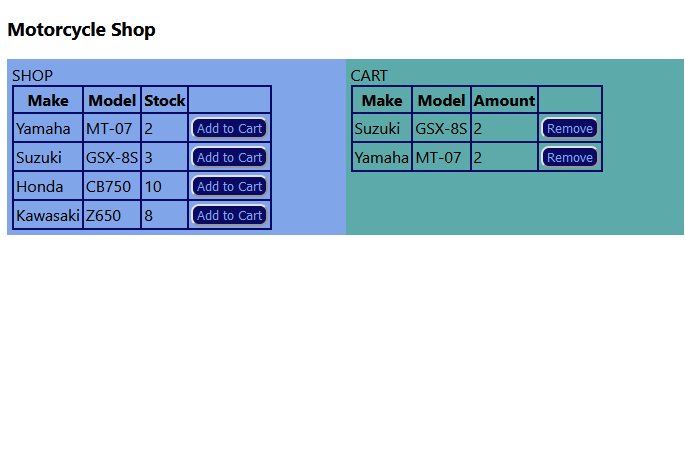 Motorcycle Shop
SHOP
Make Model Stock
Yamaha MT-07 2 Add to Cart
Suzuki GSX-8S 3 Add to Cart
Honda CB750 10 Add to Cart
Kawasaki Z650 8 Add to Cart
CART
Make Model Amount
Suzuki GSX-8S 2 Remove
Yamaha MT-07 2 Remove